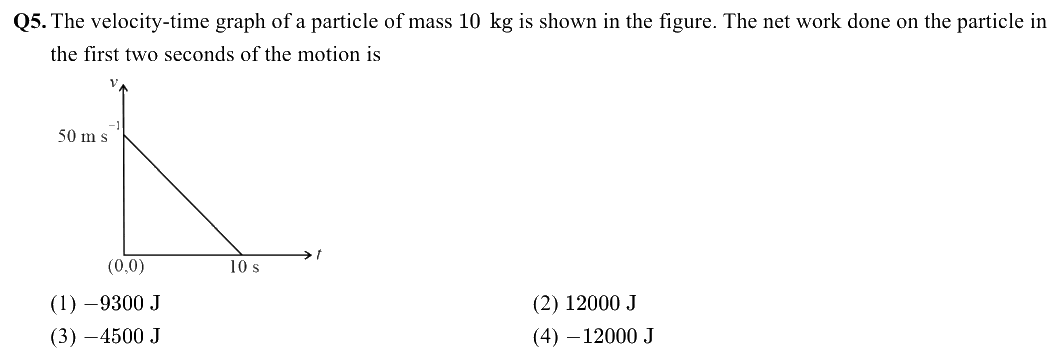 Q5. The velocity-time graph of a particle of mass 10 kg is shown in the figure. The net work done on the particle in
the first two seconds of the motion is
v
50 m s⁻¹
(0,0)
10 s
t
(1) −9300 J
(2) 12000 J
(3) −4500 J
(4) −12000 J